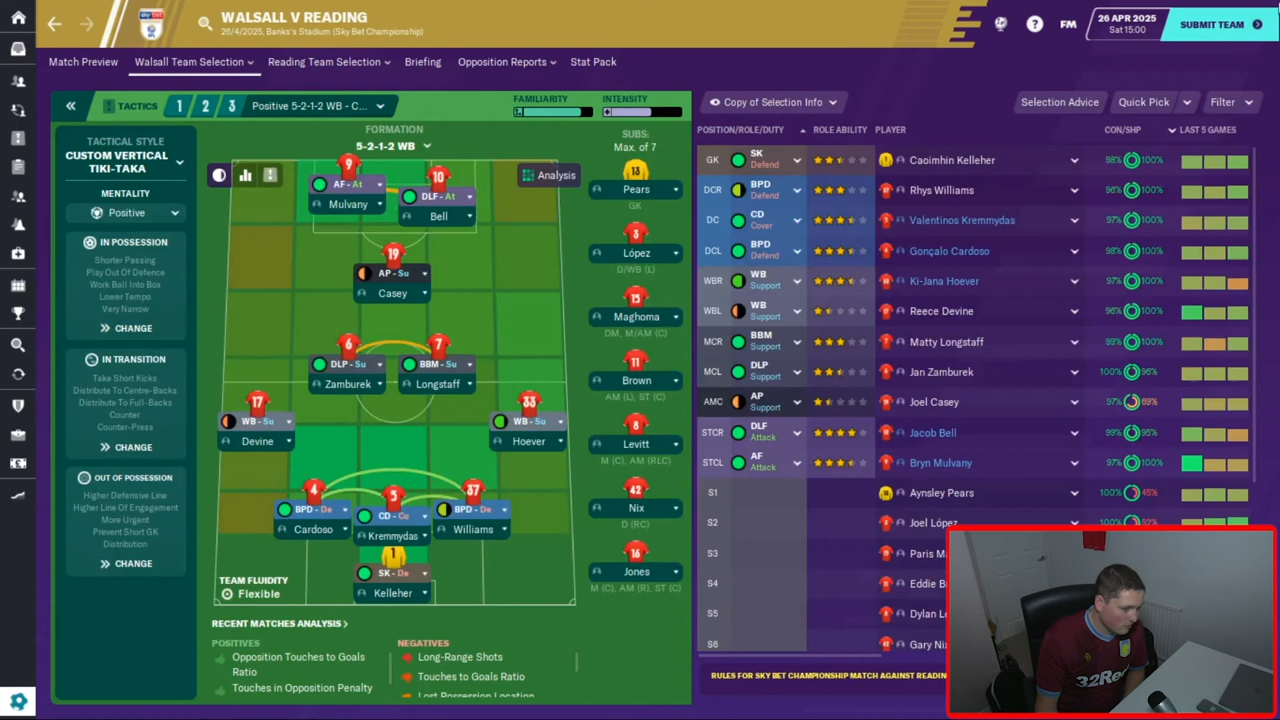 WALSALL V READING
26/4/2025, Banks's Stadium (Sky Bet Championship)
sky bet
FM
26 APR 2025
Sat 15:00
SUBMIT TEAM
Match Preview
Walsall Team Selection
Reading Team Selection
Briefing
Opposition Reports
Stat Pack
TACTICS
1
2
3
Positive 5-2-1-2 WB - C...
FAMILIARITY
INTENSITY
TACTICAL STYLE
CUSTOM VERTICAL
TIKI-TAKA
MENTALITY
Positive
IN POSSESSION
Shorter Passing
Play Out Of Defence
Work Ball Into Box
Lower Tempo
Very Narrow
CHANGE
IN TRANSITION
Take Short Kicks
Distribute To Centre-Backs
Distribute To Full-Backs
Counter
Counter-Press
CHANGE
OUT OF POSSESSION
Higher Defensive Line
Higher Line Of Engagement
More Urgent
Prevent Short GK
Distribution
CHANGE
FORMATION
5-2-1-2 WB
Analysis
9
AF - At
Mulvany
10
DLF - At
Bell
19
AP - Su
Casey
6
DLP - Su
Zamburek
7
BBM - Su
Longstaff
17
WB - Su
Devine
33
WB - Su
Hoever
4
BPD - De
Cardoso
5
CD - Co
Kremmydas
37
BPD - De
Williams
1
SK - De
Kelleher
TEAM FLUIDITY
Flexible
RECENT MATCHES ANALYSIS
POSITIVES
Opposition Touches to Goals
Ratio
Touches in Opposition Penalty
NEGATIVES
Long-Range Shots
Touches to Goals Ratio
Lost Possession Location
SUBS:
Max. of 7
13
Pears
GK
3
López
D/WB (L)
15
Maghoma
DM, M/AM (C)
11
Brown
AM (L), ST (C)
8
Levitt
M (C), AM (RLC)
42
Nix
D (RC)
16
Jones
M (C), AM (R), ST (C)
Copy of Selection Info
Selection Advice
Quick Pick
Filter
POSITION/ROLE/DUTY
ROLE ABILITY
PLAYER
CON/SHP
LAST 5 GAMES
GK
SK
Defend
Caoimhin Kelleher
98%
100%
DCR
BPD
Defend
Rhys Williams
96%
100%
DC
CD
Cover
Valentinos Kremmydas
97%
100%
DCL
BPD
Defend
Gonçalo Cardoso
98%
100%
WBR
WB
Support
Ki-Jana Hoever
97%
100%
WBL
WB
Support
Reece Devine
96%
100%
MCR
BBM
Support
Matty Longstaff
99%
100%
MCL
DLP
Support
Jan Zamburek
100%
96%
AMC
AP
Support
Joel Casey
97%
69%
STCR
DLF
Attack
Jacob Bell
99%
95%
STCL
AF
Attack
Bryn Mulvany
97%
100%
S1
Aynsley Pears
100%
45%
S2
Joel López
100%
52%
S3
Paris M
S4
Eddie B
S5
Dylan Le
S6
Gary Nix
RULES FOR SKY BET CHAMPIONSHIP MATCH AGAINST READING
32Red